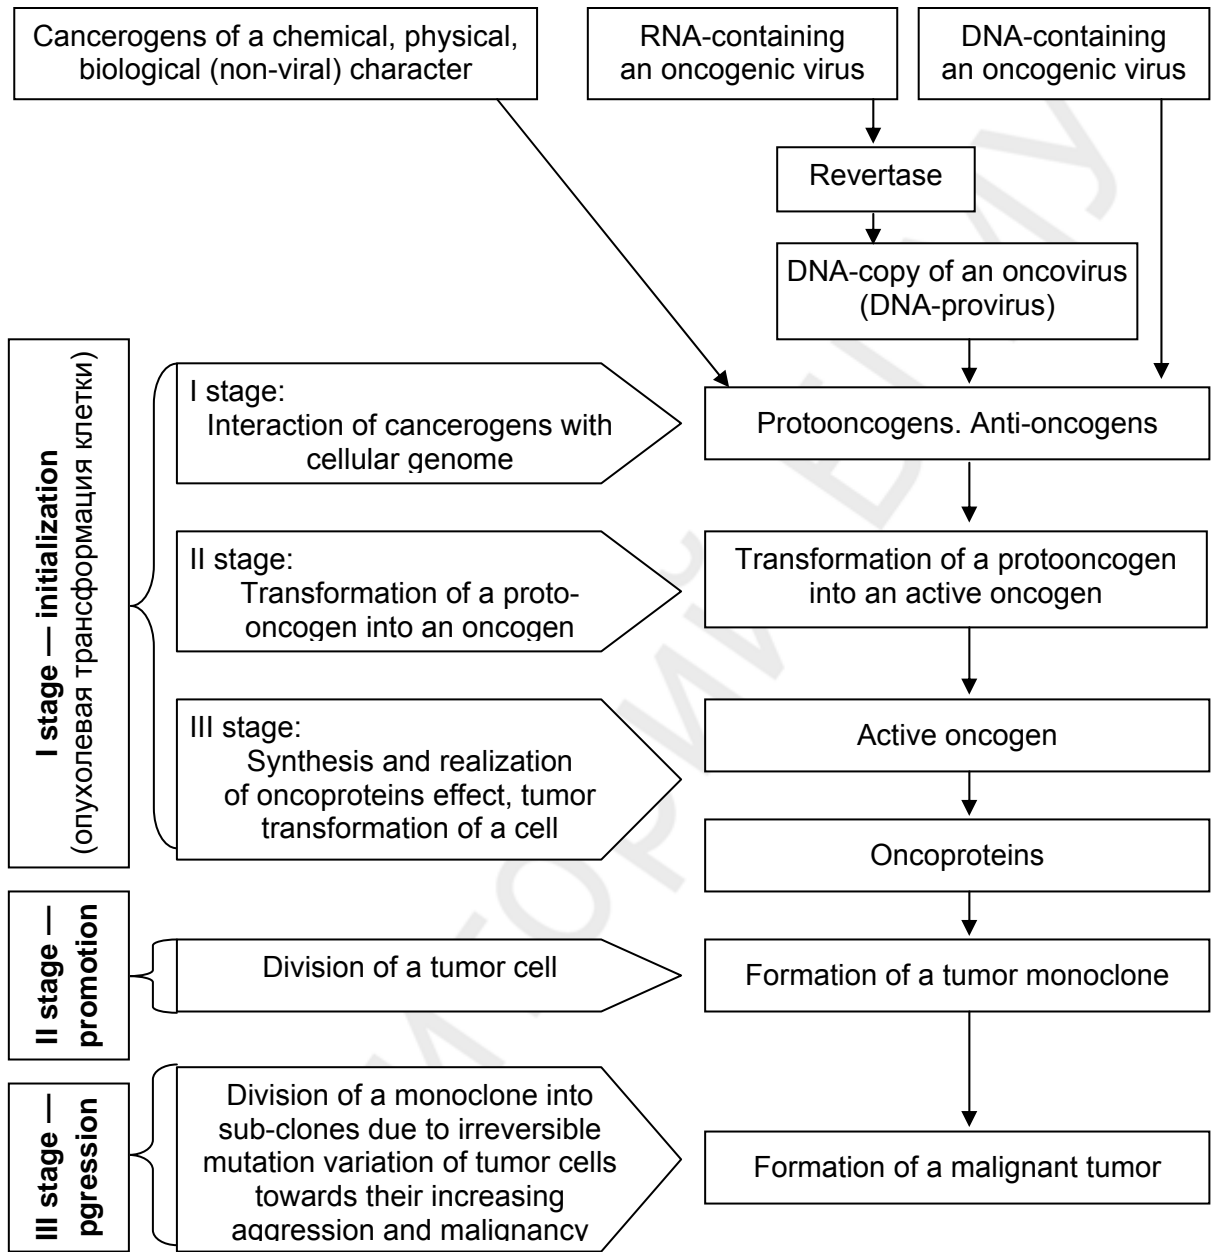 Cancerogens of a chemical, physical,
biological (non-viral) character
RNA-containing
an oncogenic virus
DNA-containing
an oncogenic virus
Revertase
DNA-copy of an oncovirus
(DNA-provirus)
I stage — initialization
(опухолевая трансформация клетки)
I stage:
Interaction of cancerogens with
cellular genome
Protooncogens. Anti-oncogens
II stage:
Transformation of a proto-
oncogen into an oncogen
Transformation of a protooncogen
into an active oncogen
III stage:
Synthesis and realization
of oncoproteins effect, tumor
transformation of a cell
Active oncogen
Oncoproteins
II stage —
promotion
Division of a tumor cell
Formation of a tumor monoclone
III stage —
pgression
Division of a monoclone into
sub-clones due to irreversible
mutation variation of tumor cells
towards their increasing
aggression and malignancy
Formation of a malignant tumor